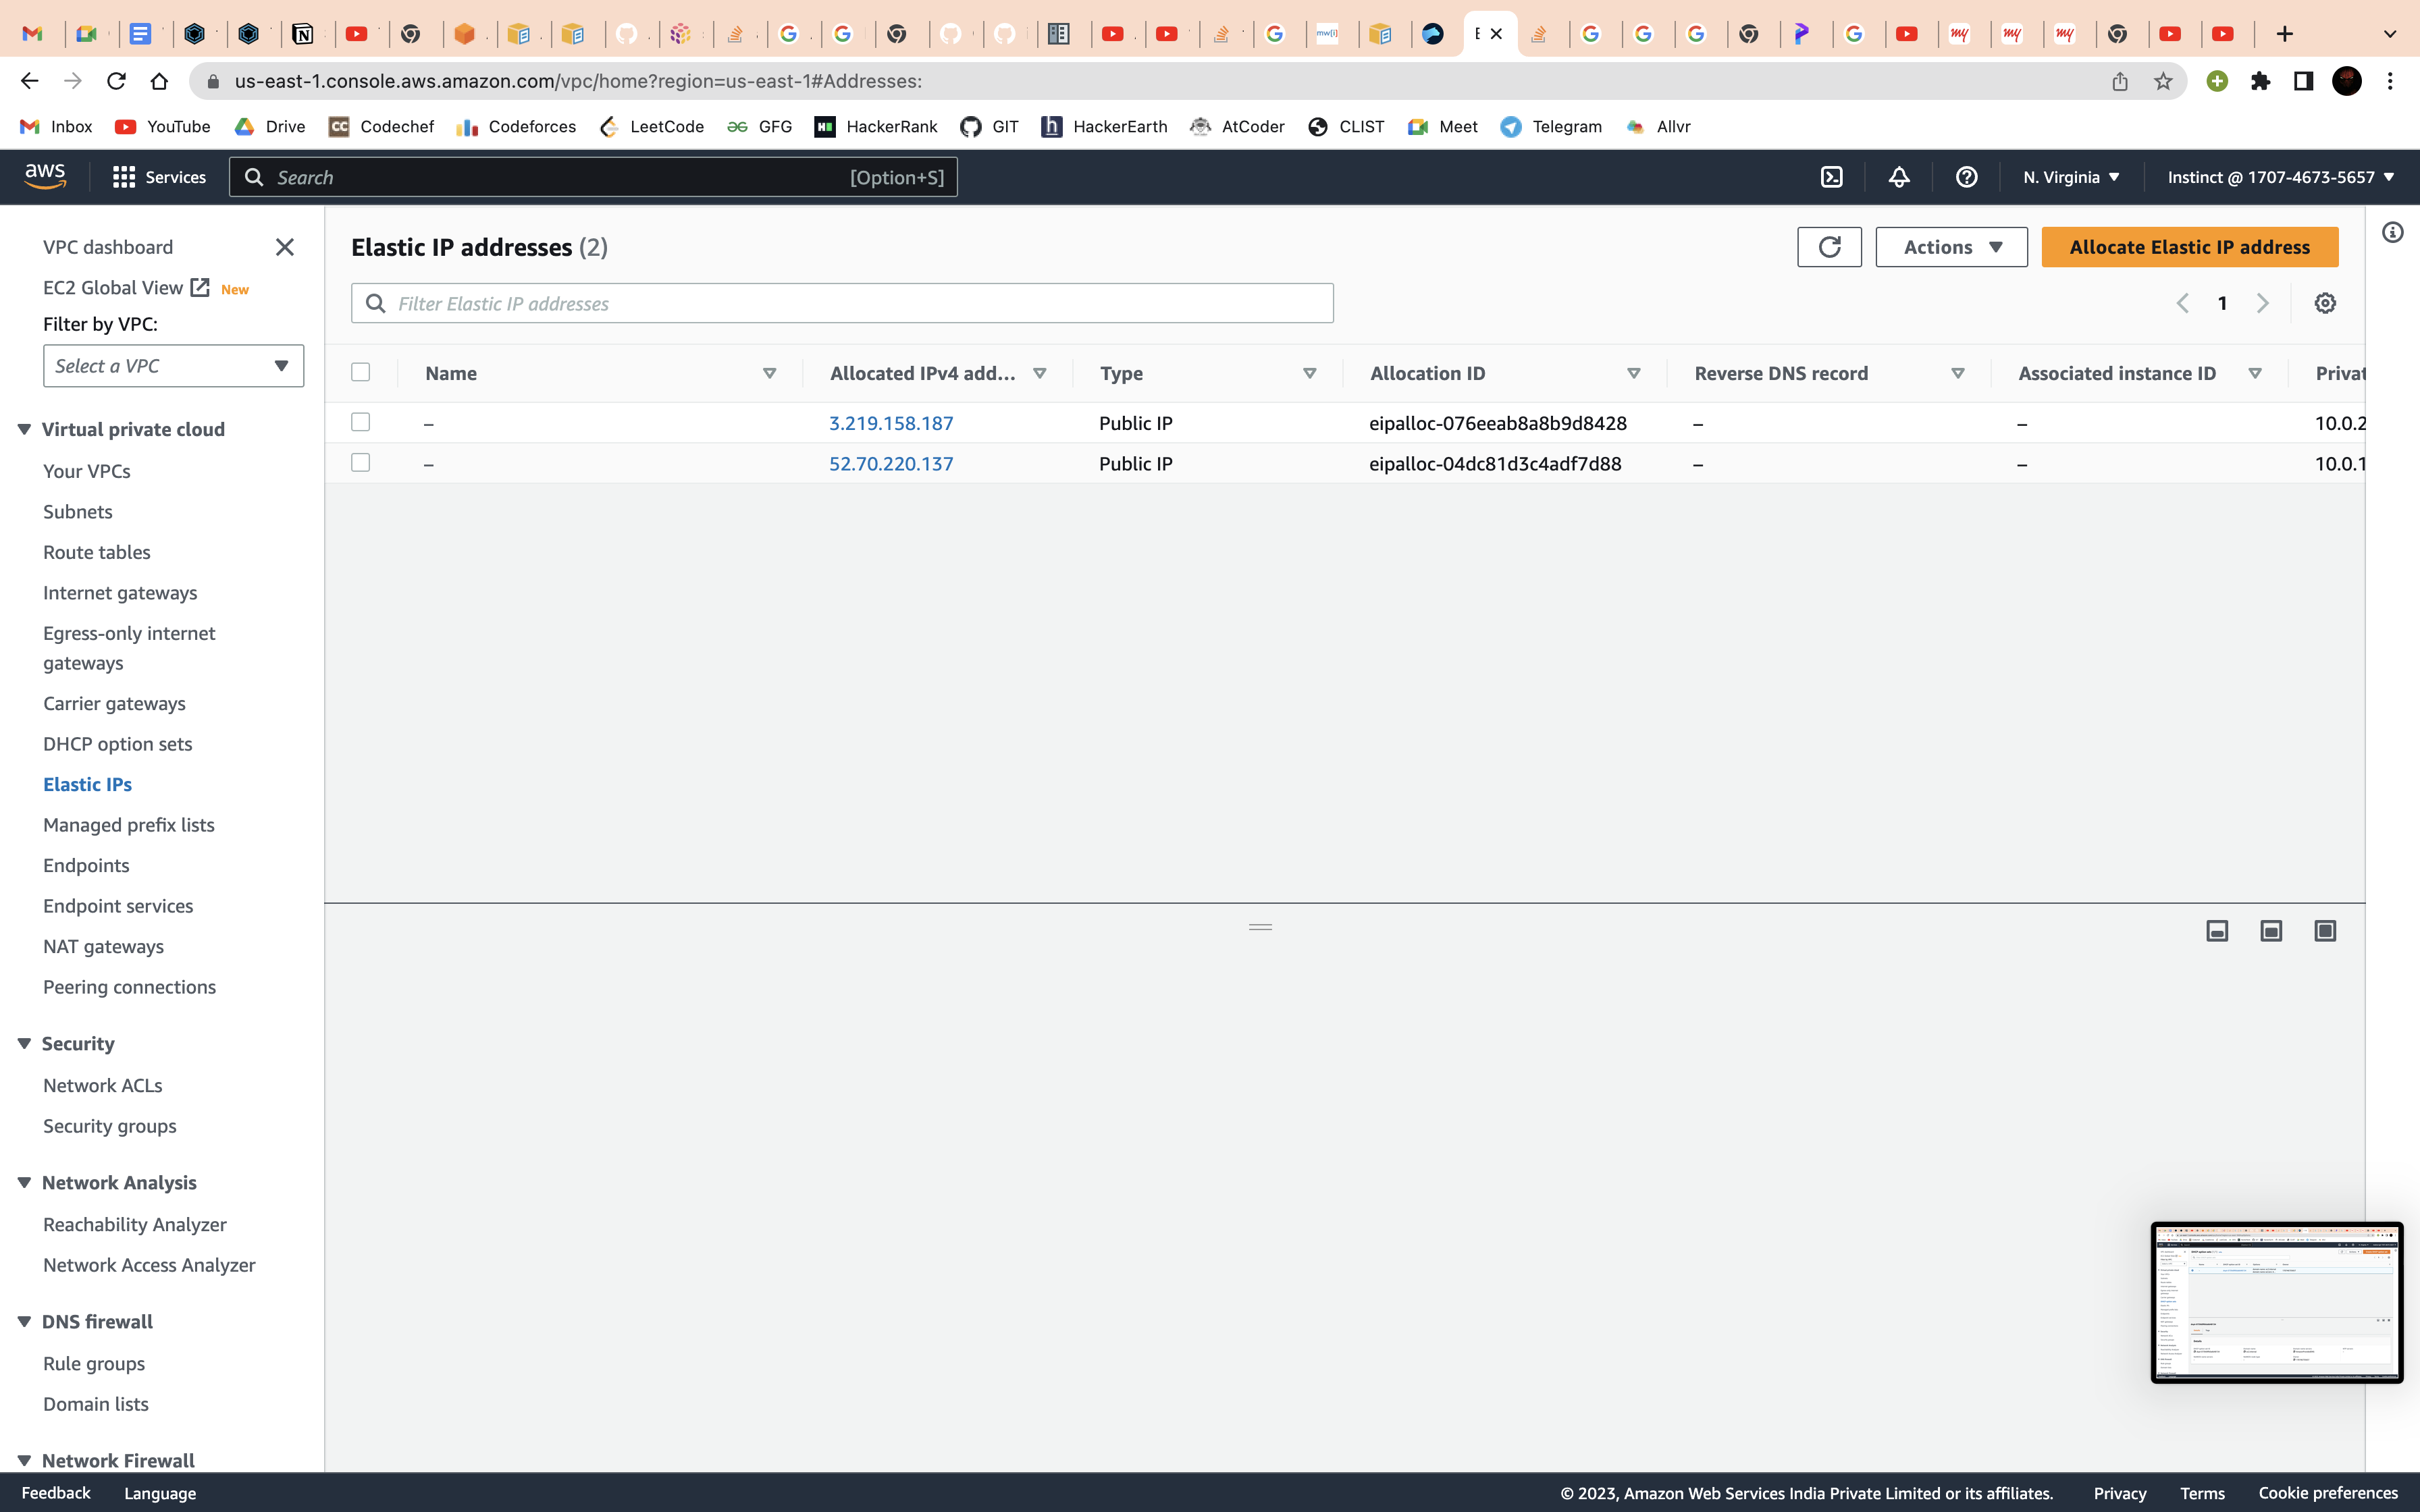 us-east-1.console.aws.amazon.com/vpc/home?region=us-east-1#Addresses:
Inbox YouTube Drive Codechef Codeforces LeetCode GFG HackerRank GIT HackerEarth AtCoder CLIST Meet Telegram Allvr
aws Services Search [Option+S] N. Virginia Instinct @ 1707-4673-5657
VPC dashboard
EC2 Global View New
Filter by VPC:
Select a VPC
Virtual private cloud
Your VPCs
Subnets
Route tables
Internet gateways
Egress-only internet
gateways
Carrier gateways
DHCP option sets
Elastic IPs
Managed prefix lists
Endpoints
Endpoint services
NAT gateways
Peering connections
Security
Network ACLs
Security groups
Network Analysis
Reachability Analyzer
Network Access Analyzer
DNS firewall
Rule groups
Domain lists
Network Firewall
Elastic IP addresses (2) Actions Allocate Elastic IP address
Filter Elastic IP addresses 1
Name Allocated IPv4 add... Type Allocation ID Reverse DNS record Associated instance ID Privat
– 3.219.158.187 Public IP eipalloc-076eeab8a8b9d8428 – – 10.0.2
– 52.70.220.137 Public IP eipalloc-04dc81d3c4adf7d88 – – 10.0.1
Feedback Language © 2023, Amazon Web Services India Private Limited or its affiliates. Privacy Terms Cookie preferences